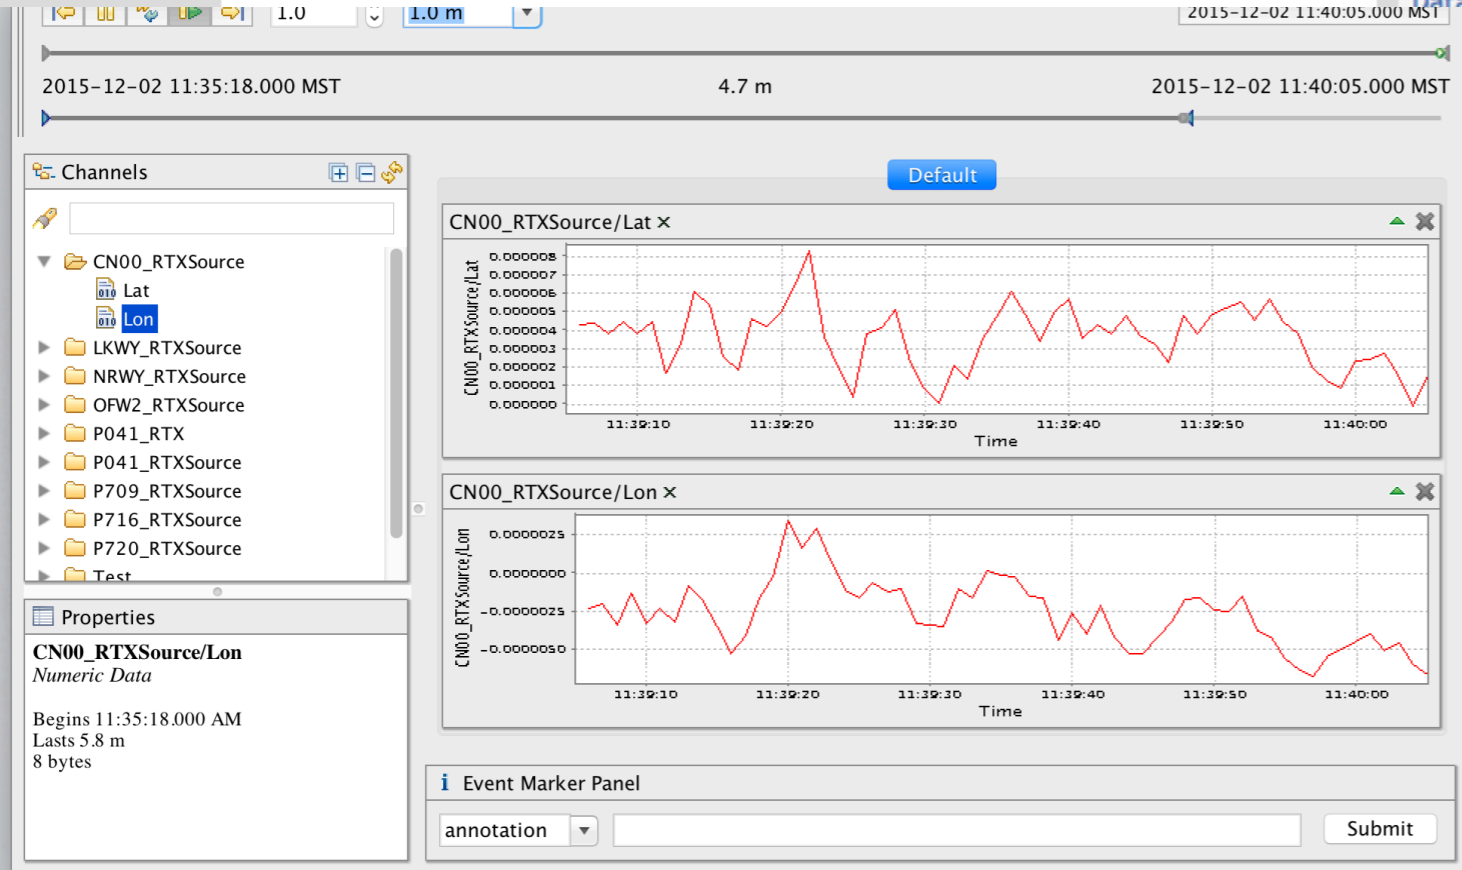 1.0
1.0 m
2015-12-02 11:40:05.000 MST
2015-12-02 11:35:18.000 MST
4.7 m
2015-12-02 11:40:05.000 MST
Channels
CN00_RTXSource
Lat
Lon
LKWY_RTXSource
NRWY_RTXSource
OFW2_RTXSource
P041_RTX
P041_RTXSource
P709_RTXSource
P716_RTXSource
P720_RTXSource
Test
Properties
CN00_RTXSource/Lon
Numeric Data
Begins 11:35:18.000 AM
Lasts 5.8 m
8 bytes
Default
CN00_RTXSource/Lat
CN00_RTXSource/Lat
0.000008
0.000007
0.000006
0.000005
0.000004
0.000003
0.000002
0.000001
0.000000
11:39:10
11:39:20
11:39:30
11:39:40
11:39:50
11:40:00
Time
CN00_RTXSource/Lon
CN00_RTXSource/Lon
0.0000025
0.0000000
-0.0000025
-0.0000050
11:39:10
11:39:20
11:39:30
11:39:40
11:39:50
11:40:00
Time
Event Marker Panel
annotation
Submit